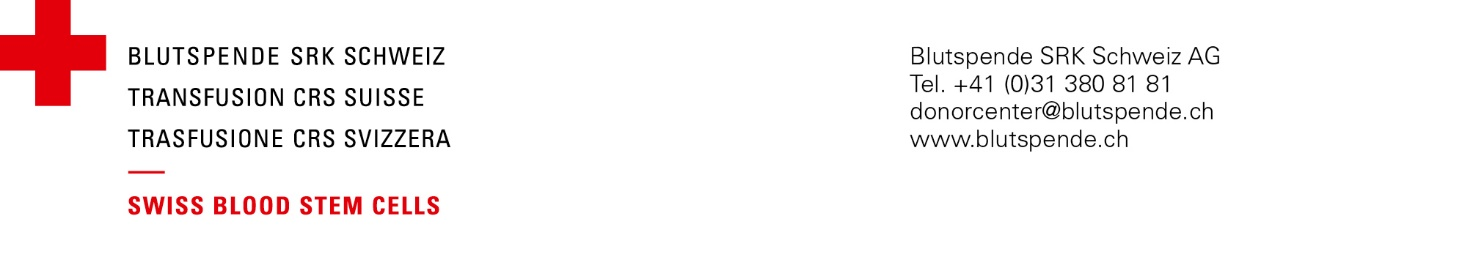 BLUTSPENDE SRK SCHWEIZ
TRANSFUSION CRS SUISSE
TRASFUSIONE CRS SVIZZERA
SWISS BLOOD STEM CELLS
Blutspende SRK Schweiz AG
Tel. +41 (0)31 380 81 81
donorcenter@blutspende.ch
www.blutspende.ch